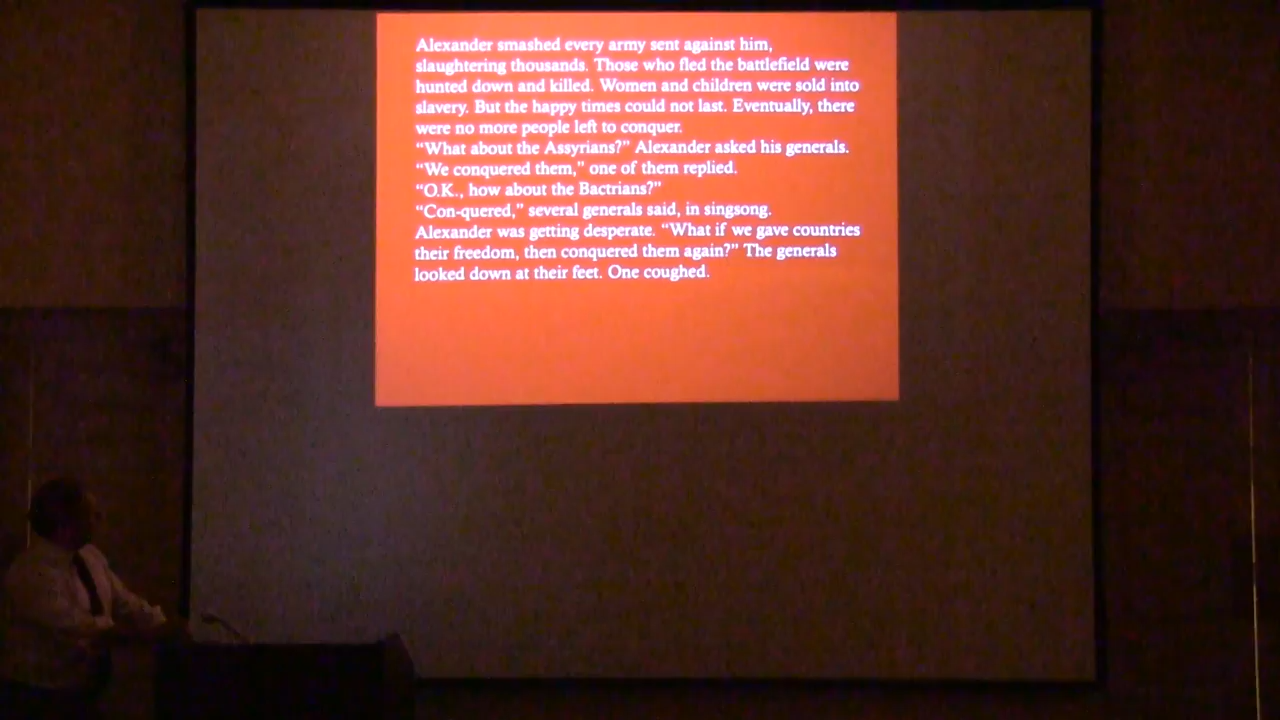 Alexander smashed every army sent against him,
slaughtering thousands. Those who fled the battlefield were
hunted down and killed. Women and children were sold into
slavery. But the happy times could not last. Eventually, there
were no more people left to conquer.
“What about the Assyrians?” Alexander asked his generals.
“We conquered them,” one of them replied.
“O.K., how about the Bactrians?”
“Con-quered,” several generals said, in singsong.
Alexander was getting desperate. “What if we gave countries
their freedom, then conquered them again?” The generals
looked down at their feet. One coughed.